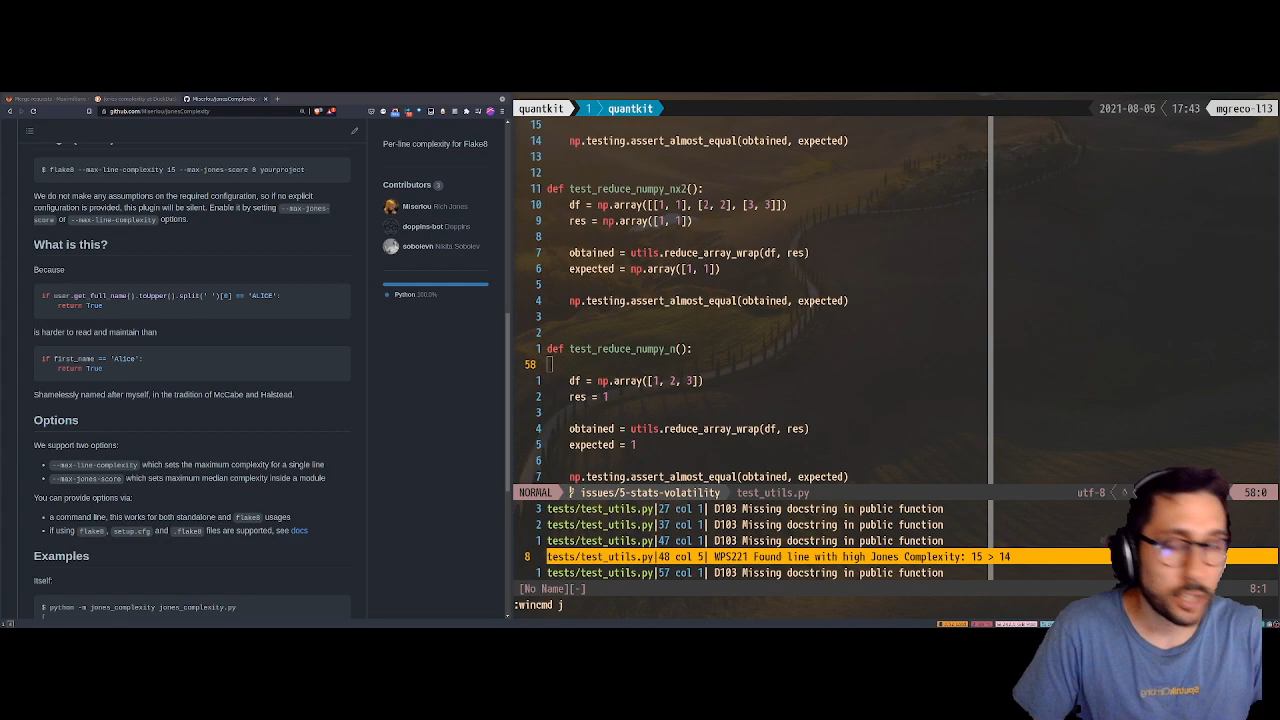 github.com/Miserlou/JonesComplexity
$ flake8 --max-line-complexity 15 --max-jones-score 8 yourproject
We do not make any assumptions on the required configuration, so if no explicit
configuration is provided, this plugin will be silent. Enable it by setting --max-jones-
score or --max-line-complexity options.
What is this?
Because
if user.get_full_name().toUpper().split(' ')[0] == 'ALICE':
return True
is harder to read and maintain than
if first_name == 'Alice':
return True
Shamelessly named after myself, in the tradition of McCabe and Halstead.
Options
We support two options:
--max-line-complexity which sets the maximum complexity for a single line
--max-jones-score which sets maximum median complexity inside a module
You can provide options via:
a command line, this works for both standalone and flake8 usages
if using flake8, setup.cfg and .flake8 files are supported, see docs
Examples
Itself:
$ python -m jones_complexity jones_complexity.py
Per-line complexity for Flake8
Contributors 3
Miserlou Rich Jones
doppins-bot Doppins
sobolevn Nikita Sobolev
Python 100.0%
quantkit 1 quantkit 2021-08-05 17:43 mgreco-l13
15
14 np.testing.assert_almost_equal(obtained, expected)
13
12
11 def test_reduce_numpy_nx2():
10 df = np.array([[1, 1], [2, 2], [3, 3]])
9 res = np.array([1, 1])
8
7 obtained = utils.reduce_array_wrap(df, res)
6 expected = np.array([1, 1])
5
4 np.testing.assert_almost_equal(obtained, expected)
3
2
1 def test_reduce_numpy_n():
58
1 df = np.array([1, 2, 3])
2 res = 1
3
4 obtained = utils.reduce_array_wrap(df, res)
5 expected = 1
6
7 np.testing.assert_almost_equal(obtained, expected)
NORMAL issues/5-stats-volatility test_utils.py utf-8 58:0
3 tests/test_utils.py|27 col 1| D103 Missing docstring in public function
2 tests/test_utils.py|37 col 1| D103 Missing docstring in public function
1 tests/test_utils.py|47 col 1| D103 Missing docstring in public function
8 tests/test_utils.py|48 col 5| WPS221 Found line with high Jones Complexity: 15 > 14
1 tests/test_utils.py|57 col 1| D103 Missing docstring in public function
[No Name][-] 8:1
:wincmd j